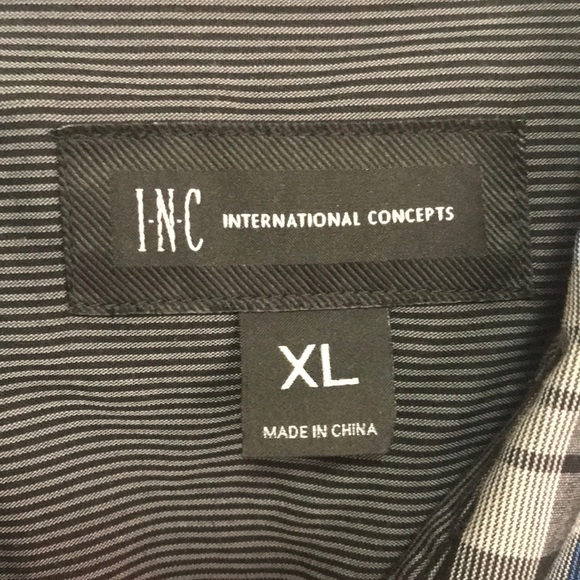 I·N·C INTERNATIONAL CONCEPTS
XL
MADE IN CHINA